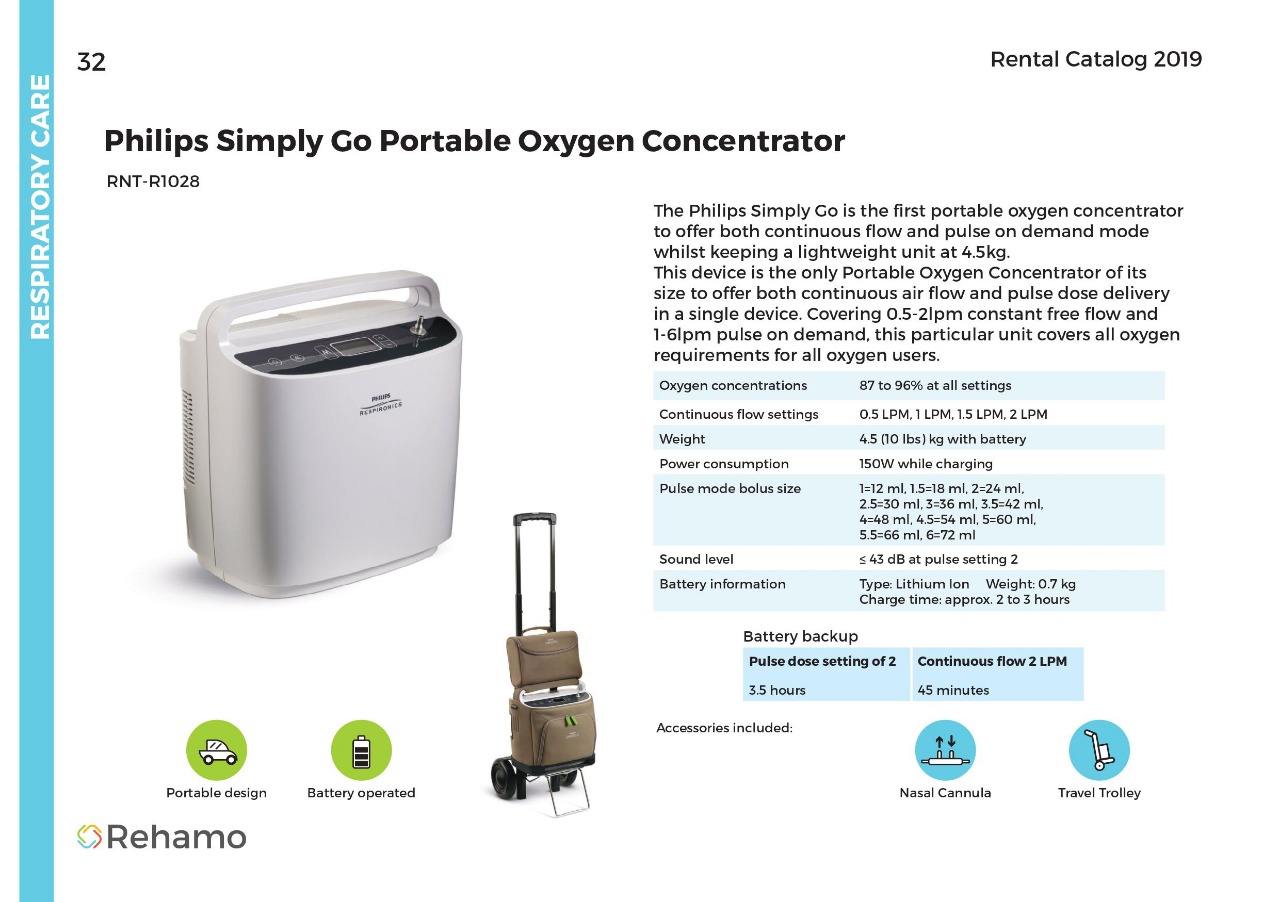 32
Rental Catalog 2019
RESPIRATORY CARE
Philips Simply Go Portable Oxygen Concentrator
RNT-R1028
The Philips Simply Go is the first portable oxygen concentrator
to offer both continuous flow and pulse on demand mode
whilst keeping a lightweight unit at 4.5kg.
This device is the only Portable Oxygen Concentrator of its
size to offer both continuous air flow and pulse dose delivery
in a single device. Covering 0.5-2lpm constant free flow and
1-6lpm pulse on demand, this particular unit covers all oxygen
requirements for all oxygen users.
PHILIPS
RESPIRONICS
Oxygen concentrations 87 to 96% at all settings
Continuous flow settings 0.5 LPM, 1 LPM, 1.5 LPM, 2 LPM
Weight 4.5 (10 lbs) kg with battery
Power consumption 150W while charging
Pulse mode bolus size 1=12 ml, 1.5=18 ml, 2=24 ml,
2.5=30 ml, 3=36 ml, 3.5=42 ml,
4=48 ml, 4.5=54 ml, 5=60 ml,
5.5=66 ml, 6=72 ml
Sound level ≤ 43 dB at pulse setting 2
Battery information Type: Lithium Ion Weight: 0.7 kg
Charge time: approx. 2 to 3 hours
Battery backup
Pulse dose setting of 2 Continuous flow 2 LPM
3.5 hours 45 minutes
Accessories included:
Portable design Battery operated
Nasal Cannula Travel Trolley
Rehamo